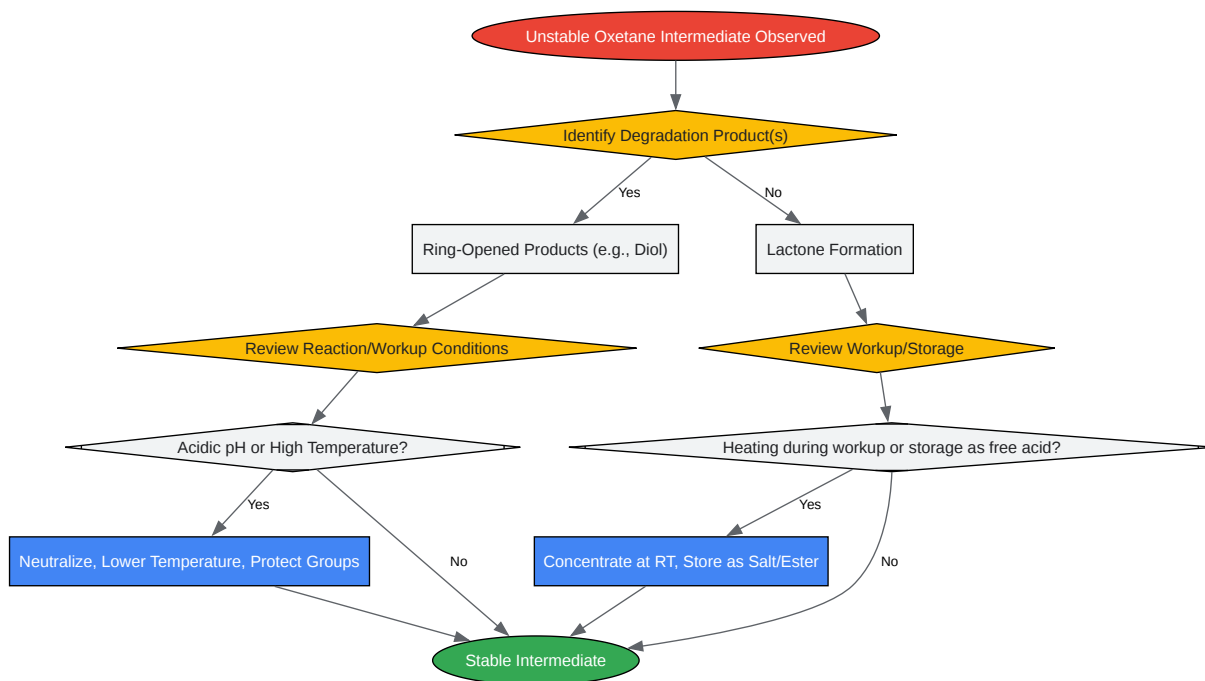 Unstable Oxetane Intermediate Observed
Identify Degradation Product(s)
Yes
No
Ring-Opened Products (e.g., Diol)
Lactone Formation
Review Reaction/Workup Conditions
Review Workup/Storage
Acidic pH or High Temperature?
Heating during workup or storage as free acid?
Yes
Yes
Neutralize, Lower Temperature, Protect Groups
No
Concentrate at RT, Store as Salt/Ester
No
Stable Intermediate